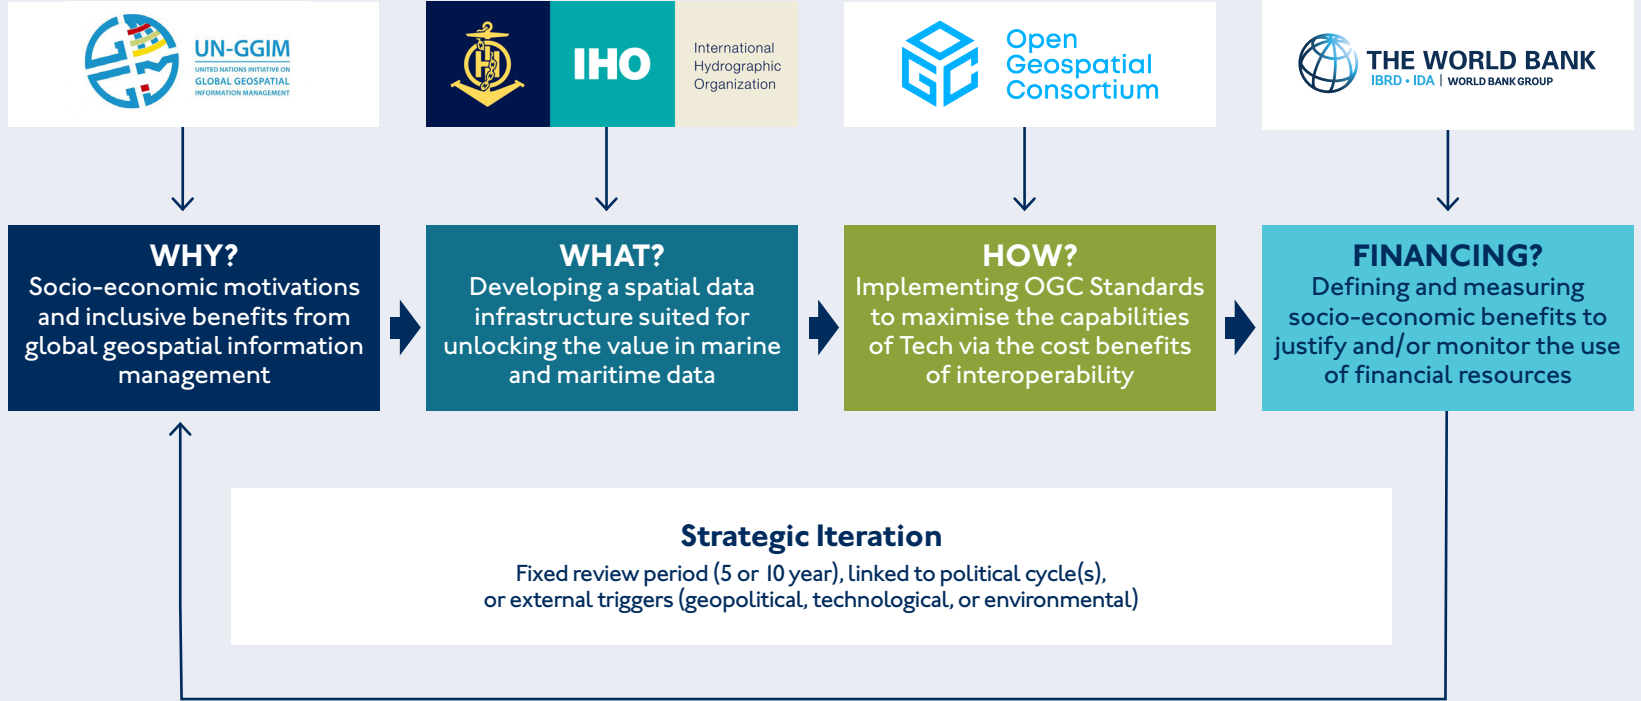 UN-GGIM
UNITED NATIONS INITIATIVE ON
GLOBAL GEOSPATIAL
INFORMATION MANAGEMENT
IHO
International
Hydrographic
Organization
OGC
Open
Geospatial
Consortium
THE WORLD BANK
IBRD • IDA | WORLD BANK GROUP
WHY?
Socio-economic motivations
and inclusive benefits from
global geospatial information
management
WHAT?
Developing a spatial data
infrastructure suited for
unlocking the value in marine
and maritime data
HOW?
Implementing OGC Standards
to maximise the capabilities
of Tech via the cost benefits
of interoperability
FINANCING?
Defining and measuring
socio-economic benefits to
justify and/or monitor the use
of financial resources
Strategic Iteration
Fixed review period (5 or 10 year), linked to political cycle(s),
or external triggers (geopolitical, technological, or environmental)